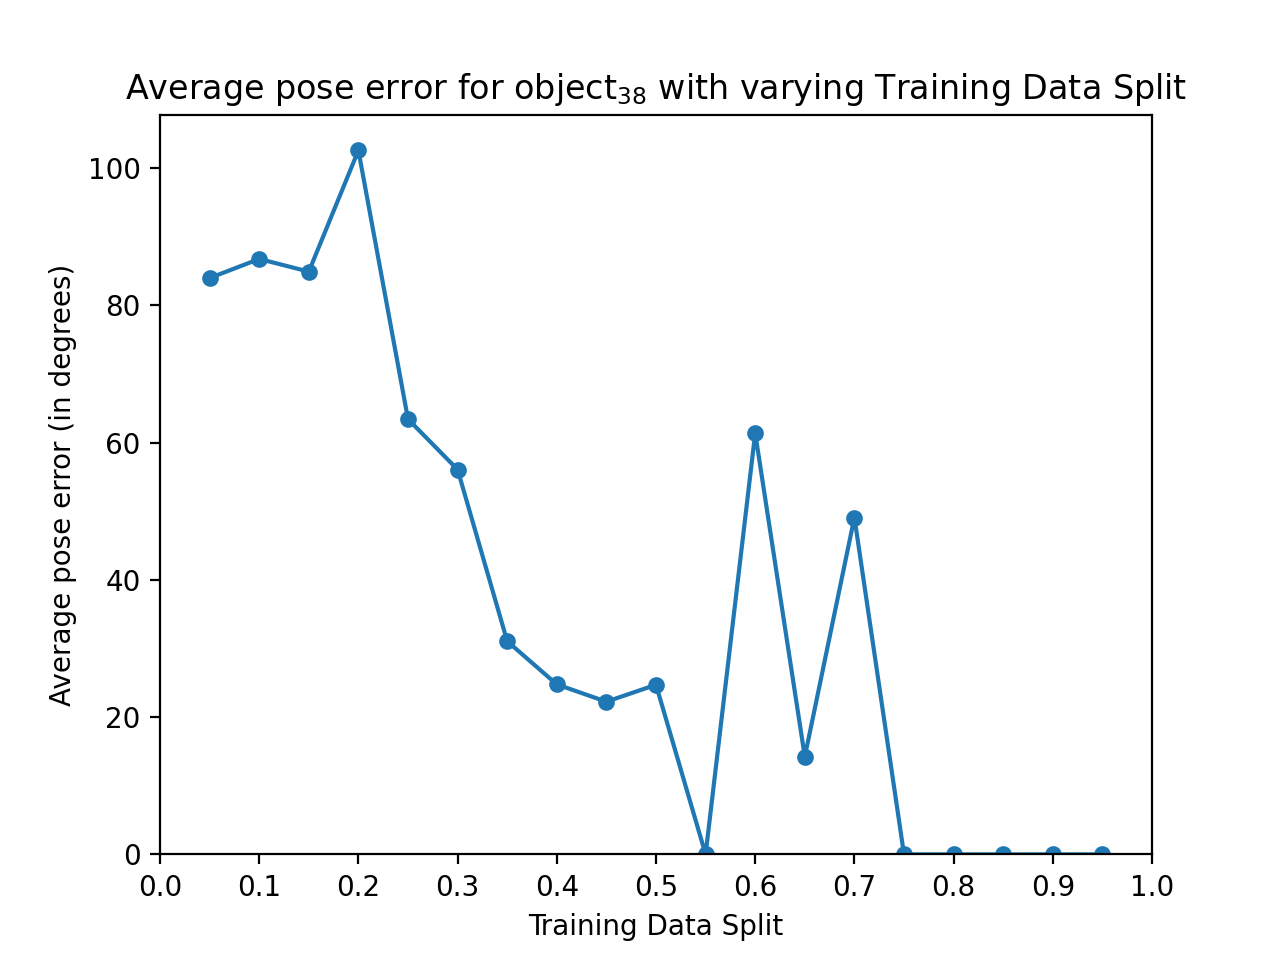 Average pose error for object₃₈ with varying Training Data Split
Average pose error (in degrees)
100
80
60
40
20
0
0.0 0.1 0.2 0.3 0.4 0.5 0.6 0.7 0.8 0.9 1.0
Training Data Split